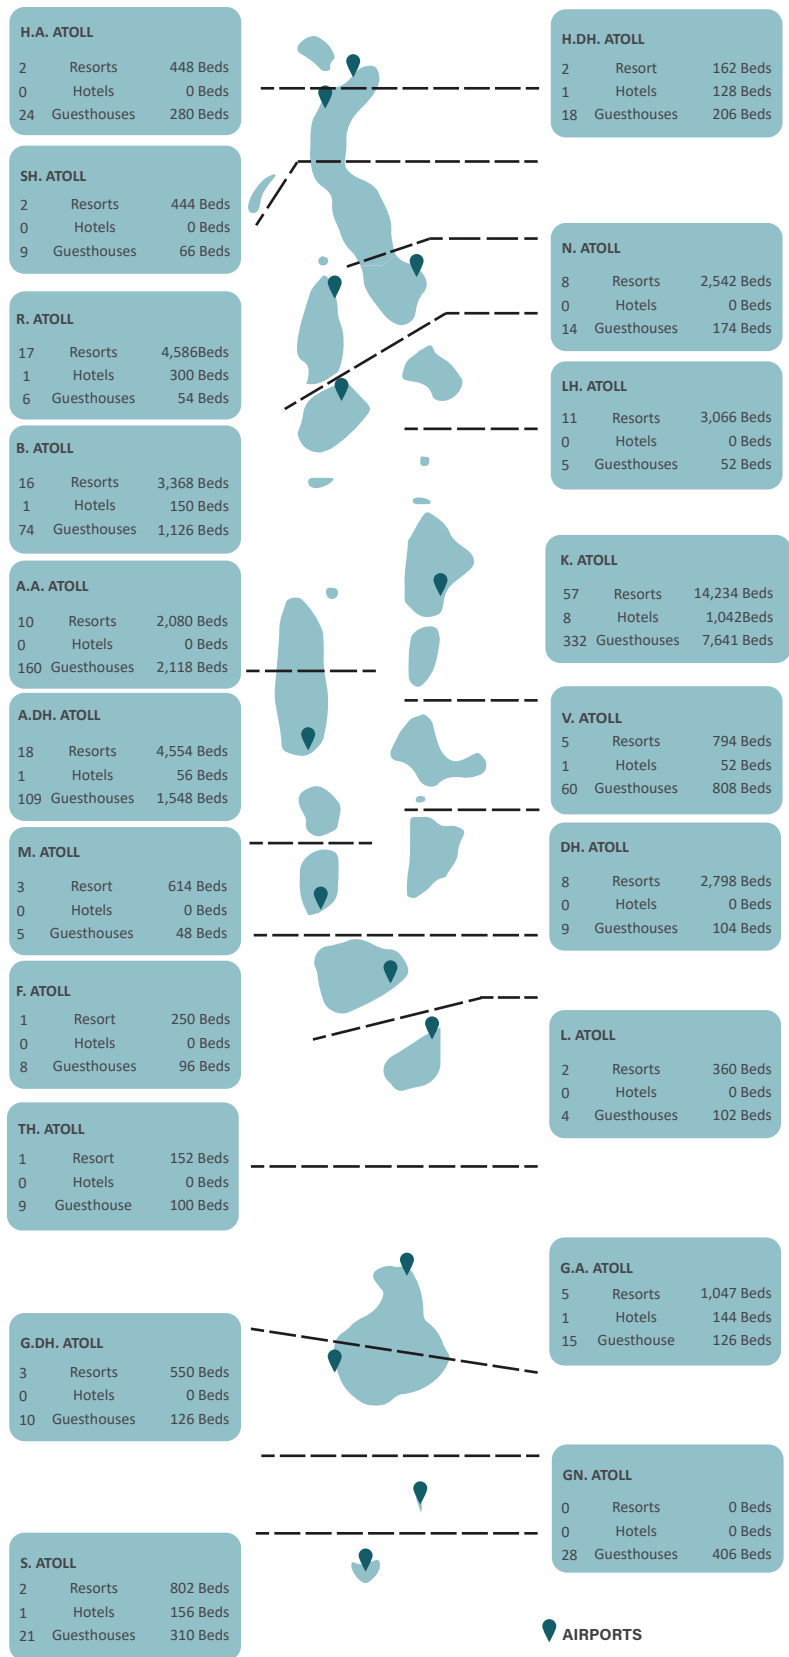 H.A. ATOLL
2 Resorts 448 Beds
0 Hotels 0 Beds
24 Guesthouses 280 Beds
SH. ATOLL
2 Resorts 444 Beds
0 Hotels 0 Beds
9 Guesthouses 66 Beds
R. ATOLL
17 Resorts 4,586Beds
1 Hotels 300 Beds
6 Guesthouses 54 Beds
B. ATOLL
16 Resorts 3,368 Beds
1 Hotels 150 Beds
74 Guesthouses 1,126 Beds
A.A. ATOLL
10 Resorts 2,080 Beds
0 Hotels 0 Beds
160 Guesthouses 2,118 Beds
A.DH. ATOLL
18 Resorts 4,554 Beds
1 Hotels 56 Beds
109 Guesthouses 1,548 Beds
M. ATOLL
3 Resort 614 Beds
0 Hotels 0 Beds
5 Guesthouses 48 Beds
F. ATOLL
1 Resort 250 Beds
0 Hotels 0 Beds
8 Guesthouses 96 Beds
TH. ATOLL
1 Resort 152 Beds
0 Hotels 0 Beds
9 Guesthouse 100 Beds
G.DH. ATOLL
3 Resorts 550 Beds
0 Hotels 0 Beds
10 Guesthouses 126 Beds
S. ATOLL
2 Resorts 802 Beds
1 Hotels 156 Beds
21 Guesthouses 310 Beds
H.DH. ATOLL
2 Resort 162 Beds
1 Hotels 128 Beds
18 Guesthouses 206 Beds
N. ATOLL
8 Resorts 2,542 Beds
0 Hotels 0 Beds
14 Guesthouses 174 Beds
LH. ATOLL
11 Resorts 3,066 Beds
0 Hotels 0 Beds
5 Guesthouses 52 Beds
K. ATOLL
57 Resorts 14,234 Beds
8 Hotels 1,042Beds
332 Guesthouses 7,641 Beds
V. ATOLL
5 Resorts 794 Beds
1 Hotels 52 Beds
60 Guesthouses 808 Beds
DH. ATOLL
8 Resorts 2,798 Beds
0 Hotels 0 Beds
9 Guesthouses 104 Beds
L. ATOLL
2 Resorts 360 Beds
0 Hotels 0 Beds
4 Guesthouses 102 Beds
G.A. ATOLL
5 Resorts 1,047 Beds
1 Hotels 144 Beds
15 Guesthouse 126 Beds
GN. ATOLL
0 Resorts 0 Beds
0 Hotels 0 Beds
28 Guesthouses 406 Beds
AIRPORTS